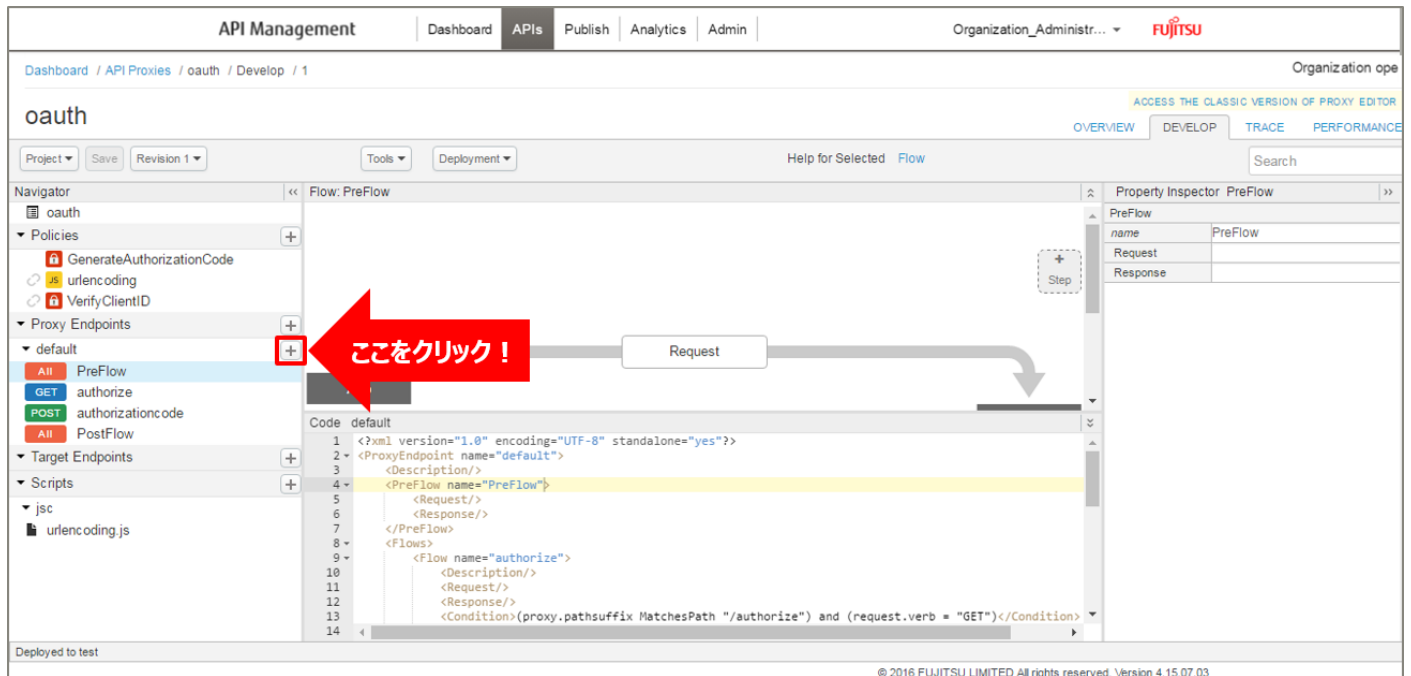 API Management
Dashboard
APIs
Publish
Analytics
Admin
Organization_Administr...
FUJITSU
Dashboard / API Proxies / oauth / Develop / 1
Organization ope
ACCESS THE CLASSIC VERSION OF PROXY EDITOR
oauth
OVERVIEW
DEVELOP
TRACE
PERFORMANCE
Project
Save
Revision 1
Tools
Deployment
Help for Selected Flow
Search
Navigator
Flow: PreFlow
Property Inspector PreFlow
oauth
PreFlow
Policies
name PreFlow
GenerateAuthorizationCode
Request
JS urlencoding
Step
Response
VerifyClientID
Proxy Endpoints
default
ここをクリック！
Request
All PreFlow
GET authorize
POST authorizationcode
All PostFlow
Target Endpoints
Scripts
jsc
urlencoding.js
Code default
1 <?xml version="1.0" encoding="UTF-8" standalone="yes"?>
2 <ProxyEndpoint name="default">
3 <Description/>
4 <PreFlow name="PreFlow">
5 <Request/>
6 <Response/>
7 </PreFlow>
8 <Flows>
9 <Flow name="authorize">
10 <Description/>
11 <Request/>
12 <Response/>
13 <Condition>(proxy.pathsuffix MatchesPath "/authorize") and (request.verb = "GET")</Condition>
14
Deployed to test
© 2016 FUJITSU LIMITED All rights reserved. Version 4.15.07.03